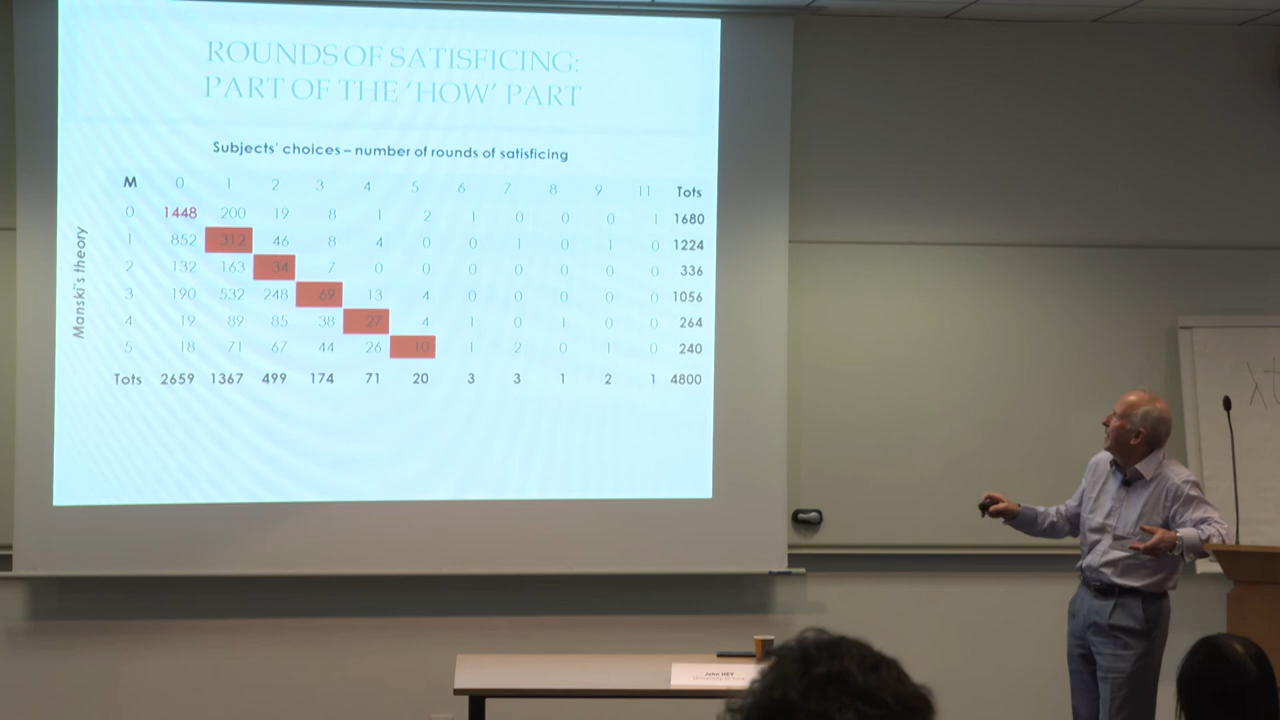 ROUNDS OF SATISFICING:
PART OF THE 'HOW' PART
Subjects' choices – number of rounds of satisficing
Manski's theory
M 0 1 2 3 4 5 6 7 8 9 11 Tots
0 1448 200 19 8 1 2 1 0 0 0 1 1680
1 852 312 46 8 4 0 0 1 0 1 0 1224
2 132 163 34 7 0 0 0 0 0 0 0 336
3 190 532 248 69 13 4 0 0 0 0 0 1056
4 19 89 85 38 27 4 1 0 1 0 0 264
5 18 71 67 44 26 10 1 2 0 1 0 240
Tots 2659 1367 499 174 71 20 3 3 1 2 1 4800
John HEY
University of York